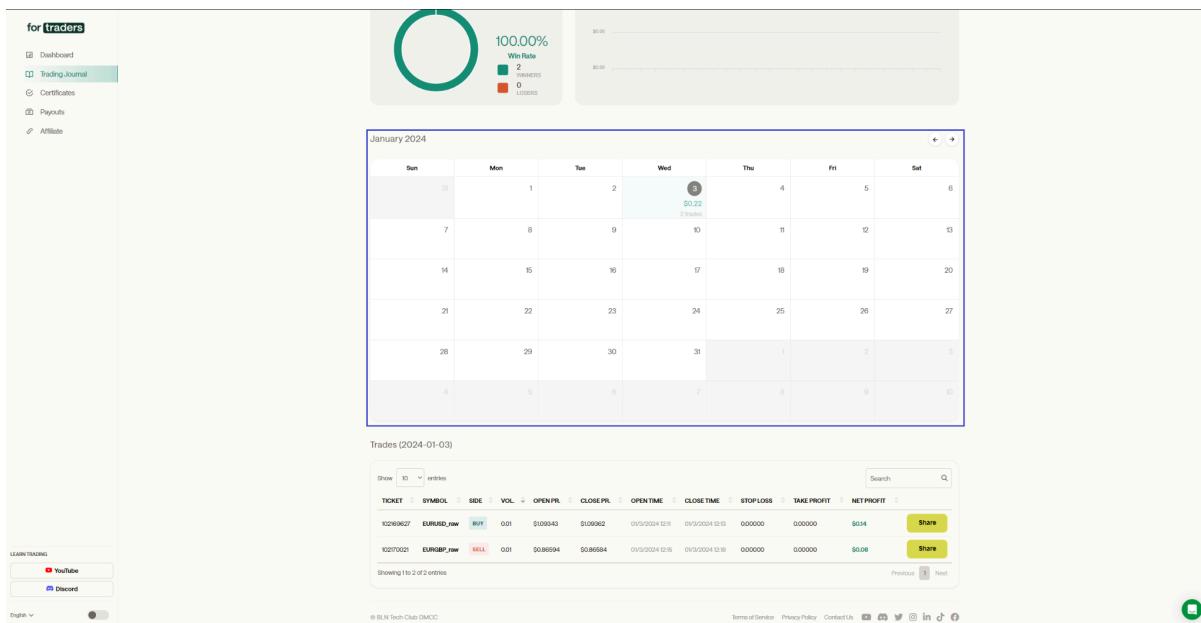 for traders
Dashboard
Trading Journal
Certificates
Payouts
Affiliate
100.00%
Win Rate
2
WINNERS
0
LOSERS
$0.00
$0.00
January 2024
Sun Mon Tue Wed Thu Fri Sat
31 1 2 3 4 5 6
$0.22
2 trades
7 8 9 10 11 12 13
14 15 16 17 18 19 20
21 22 23 24 25 26 27
28 29 30 31 1 2 3
4 5 6 7 8 9 10
Trades (2024-01-03)
Show 10 entries Search
TICKET SYMBOL SIDE VOL. OPEN PR. CLOSE PR. OPEN TIME CLOSE TIME STOP LOSS TAKE PROFIT NET PROFIT
102169627 EURUSD_raw BUY 0.01 $1.09343 $1.09362 01/3/2024 12:11 01/3/2024 12:13 0.00000 0.00000 $0.14 Share
102170021 EURGBP_raw SELL 0.01 $0.86594 $0.86584 01/3/2024 12:15 01/3/2024 12:18 0.00000 0.00000 $0.08 Share
Showing 1 to 2 of 2 entries Previous 1 Next
LEARN TRADING
YouTube
Discord
English
© BLN Tech Club DMCC Terms of Service Privacy Policy Contact Us